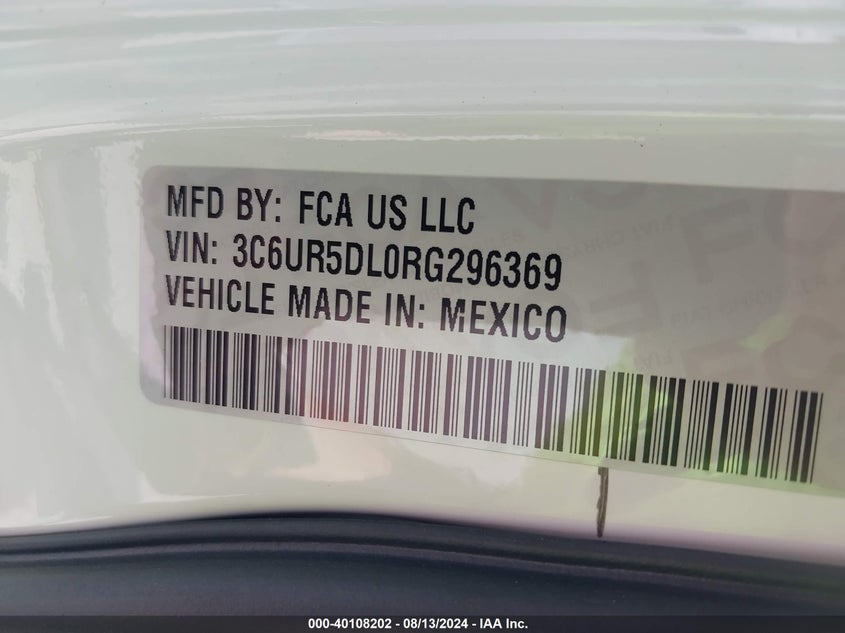 MFD BY: FCA US LLC
VIN: 3C6UR5DL0RG296369
VEHICLE MADE IN: MEXICO
000-40108202 - 08/13/2024 - IAA Inc.